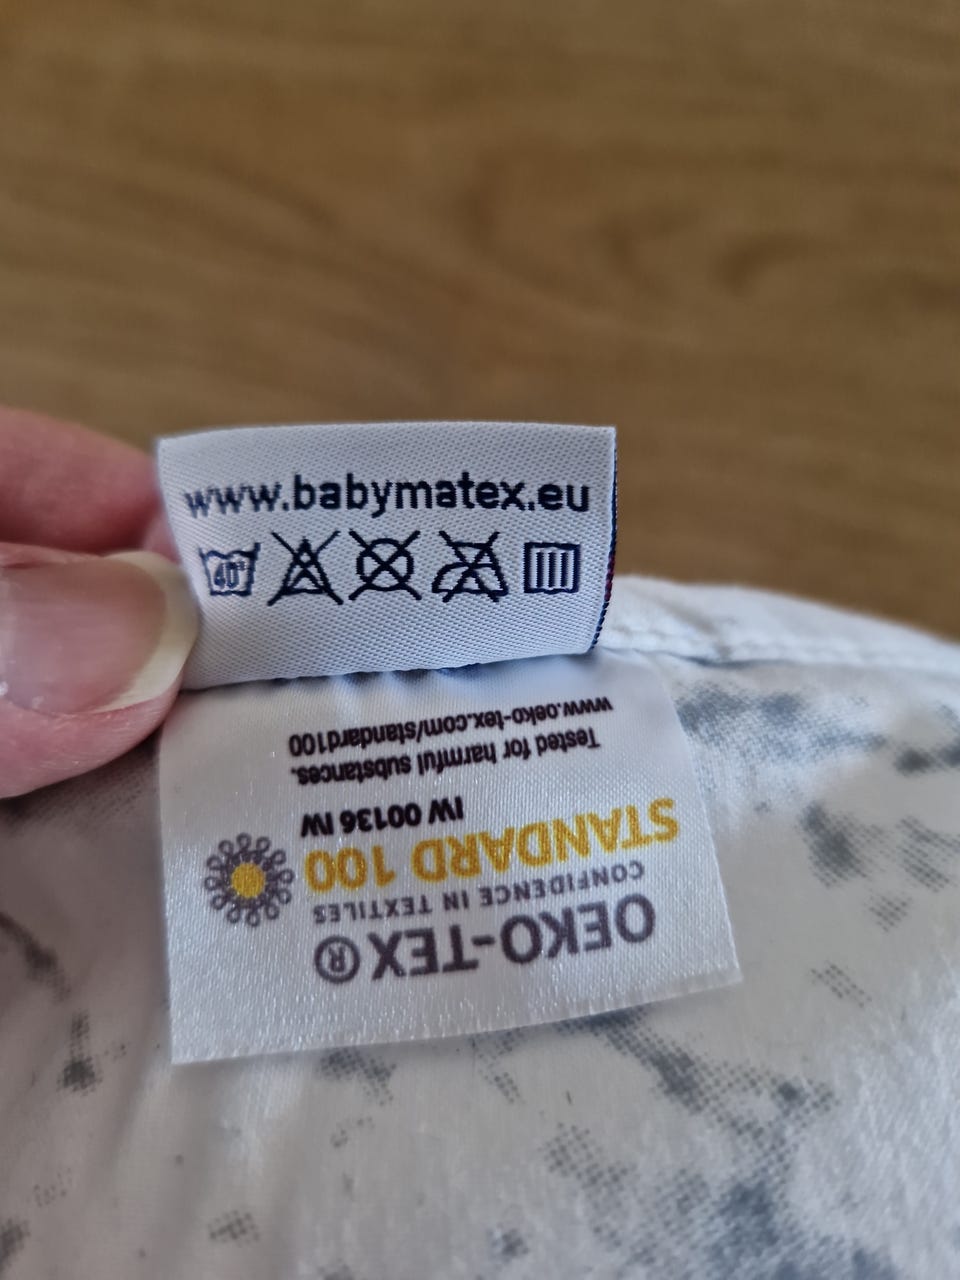 www.babymatex.eu
40°
OEKO-TEX®
CONFIDENCE IN TEXTILES
STANDARD 100
IW 00136 IW
Tested for harmful substances.
www.oeko-tex.com/standard100